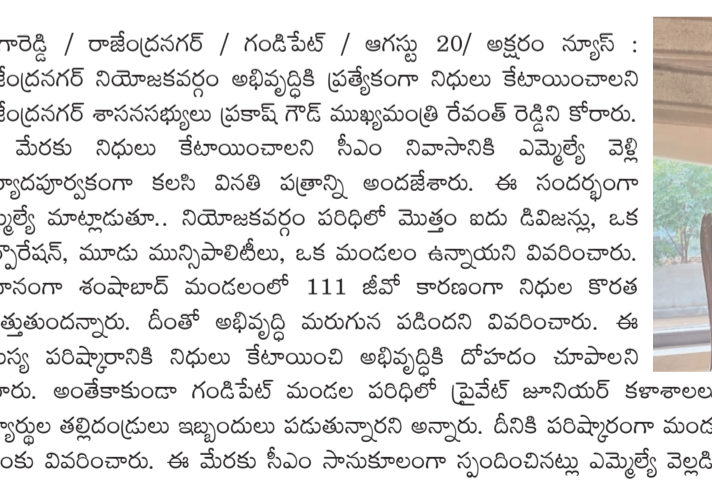 గారెడ్డి / రాజేంద్రనగర్ / గండిపేట్ / ఆగస్టు 20/ అక్షరం న్యూస్ :
జేంద్రనగర్ నియోజకవర్గం అభివృద్ధికి ప్రత్యేకంగా నిధులు కేటాయించాలని
జేంద్రనగర్ శాసనసభ్యులు ప్రకాష్ గౌడ్ ముఖ్యమంత్రి రేవంత్ రెడ్డిని కోరారు.
మేరకు నిధులు కేటాయించాలని సీఎం నివాసానికి ఎమ్మెల్యే వెళ్లి
ర్యాదపూర్వకంగా కలసి వినతి పత్రాన్ని అందజేశారు. ఈ సందర్భంగా
మ్మెల్యే మాట్లాడుతూ.. నియోజకవర్గం పరిధిలో మొత్తం ఐదు డివిజన్లు, ఒక
ర్పొరేషన్, మూడు మున్సిపాలిటీలు, ఒక మండలం ఉన్నాయని వివరించారు.
ధానంగా శంషాబాద్ మండలంలో 111 జీవో కారణంగా నిధుల కొరత
త్తుతుందన్నారు. దీంతో అభివృద్ధి మరుగున పడిందని వివరించారు. ఈ
స్య పరిష్కారానికి నిధులు కేటాయించి అభివృద్ధికి దోహదం చూపాలని
ారు. అంతేకాకుండా గండిపేట్ మండల పరిధిలో ప్రైవేట్ జూనియర్ కళాశాలలు
్యార్థుల తల్లిదండ్రులు ఇబ్బందులు పడుతున్నారని అన్నారు. దీనికి పరిష్కారంగా మండ
ంకు వివరించారు. ఈ మేరకు సీఎం సానుకూలంగా స్పందించినట్లు ఎమ్మెల్యే వెల్లడి